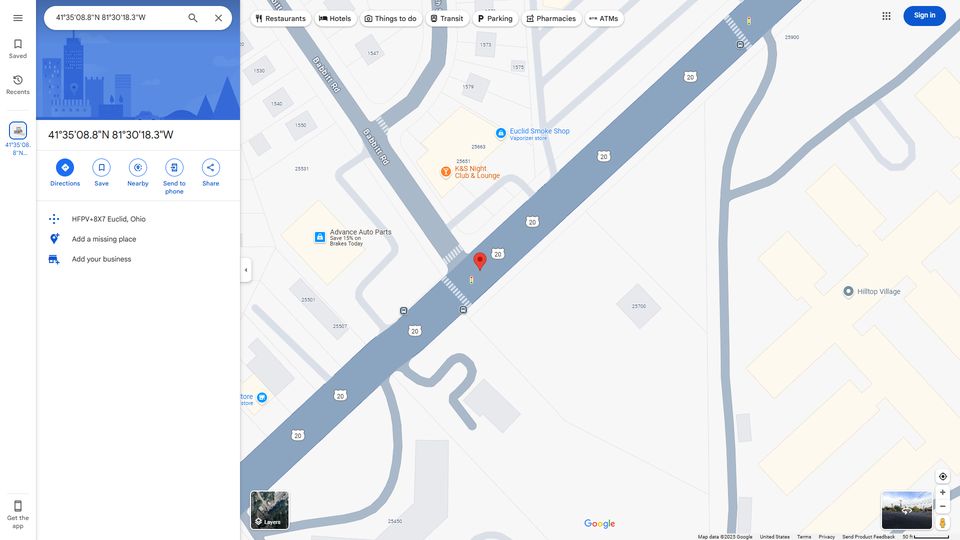 41°35'08.8"N 81°30'18.3"W
Restaurants
Hotels
Things to do
Transit
Parking
Pharmacies
ATMs
Sign in
Saved
Recents
41°35'08.
8"N...
41°35'08.8"N 81°30'18.3"W
Directions
Save
Nearby
Send to
phone
Share
HFPV+8X7 Euclid, Ohio
Add a missing place
Add your business
Get the
app
Babbitt Rd
Babbitt Rd
1547
1573
1530
1575
1579
1540
1550
25900
20
20
20
20
20
20
20
Euclid Smoke Shop
Vaporizer store
25663
25651
K&S Night
Club & Lounge
Advance Auto Parts
Save 15% on
Brakes Today
25501
25507
25700
Hilltop Village
tore
store
25450
Layers
Google
Map data ©2025 Google
United States
Terms
Privacy
Send Product Feedback
50 ft